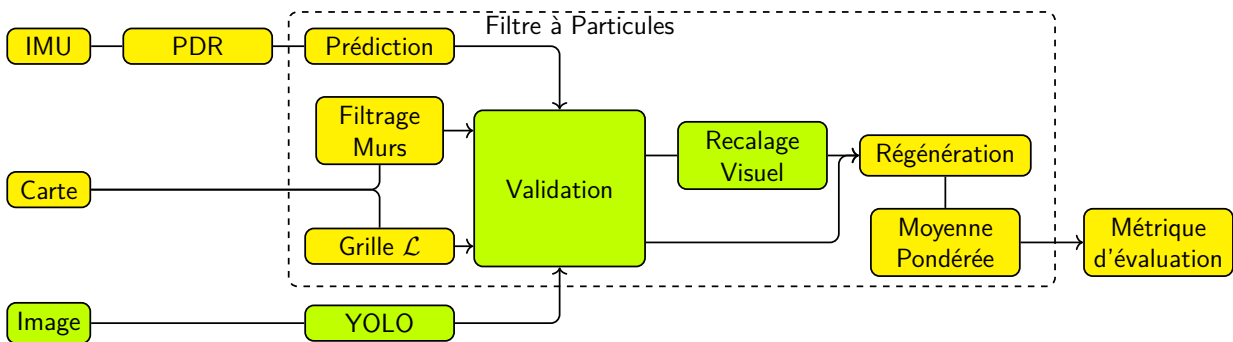 Filtre à Particules
IMU
PDR
Prédiction
Filtrage
Murs
Carte
Grille ℒ
Validation
Recalage
Visuel
Régénération
Moyenne
Pondérée
Métrique
d'évaluation
Image
YOLO